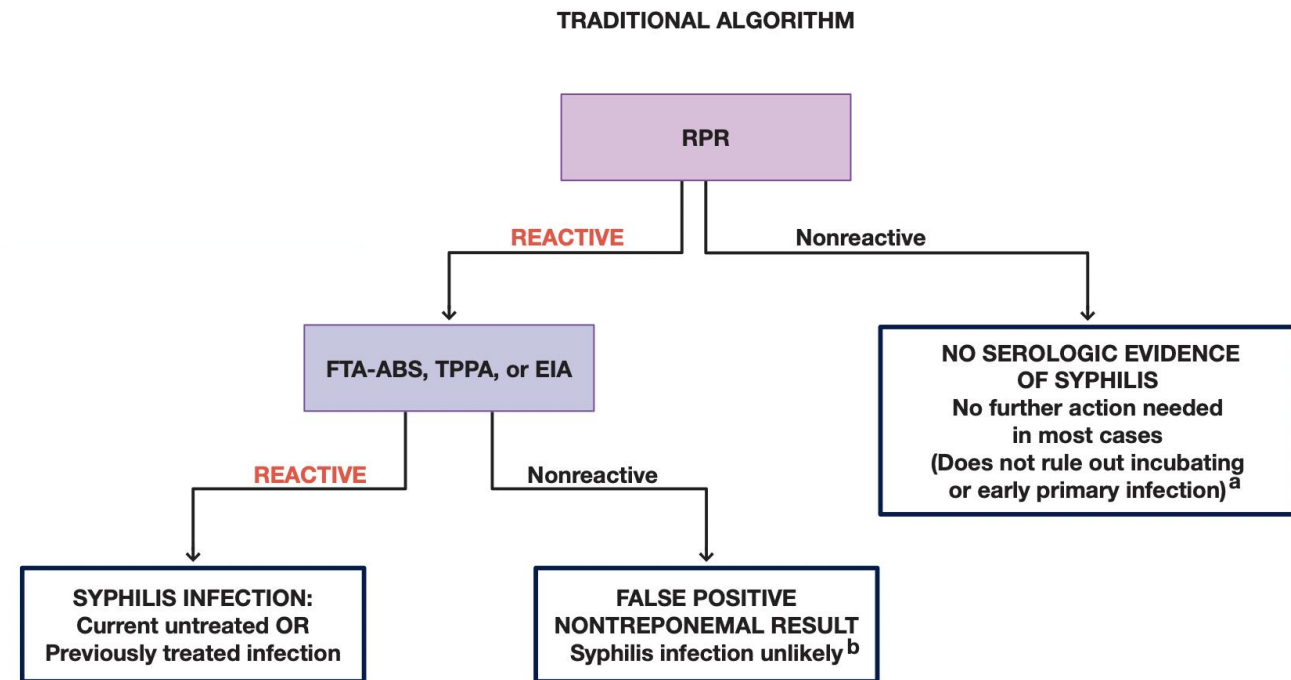 TRADITIONAL ALGORITHM
RPR
REACTIVE
Nonreactive
FTA-ABS, TPPA, or EIA
NO SEROLOGIC EVIDENCE
OF SYPHILIS
No further action needed
in most cases
(Does not rule out incubating
or early primary infection)a
REACTIVE
Nonreactive
SYPHILIS INFECTION:
Current untreated OR
Previously treated infection
FALSE POSITIVE
NONTREPONEMAL RESULT
Syphilis infection unlikelyb